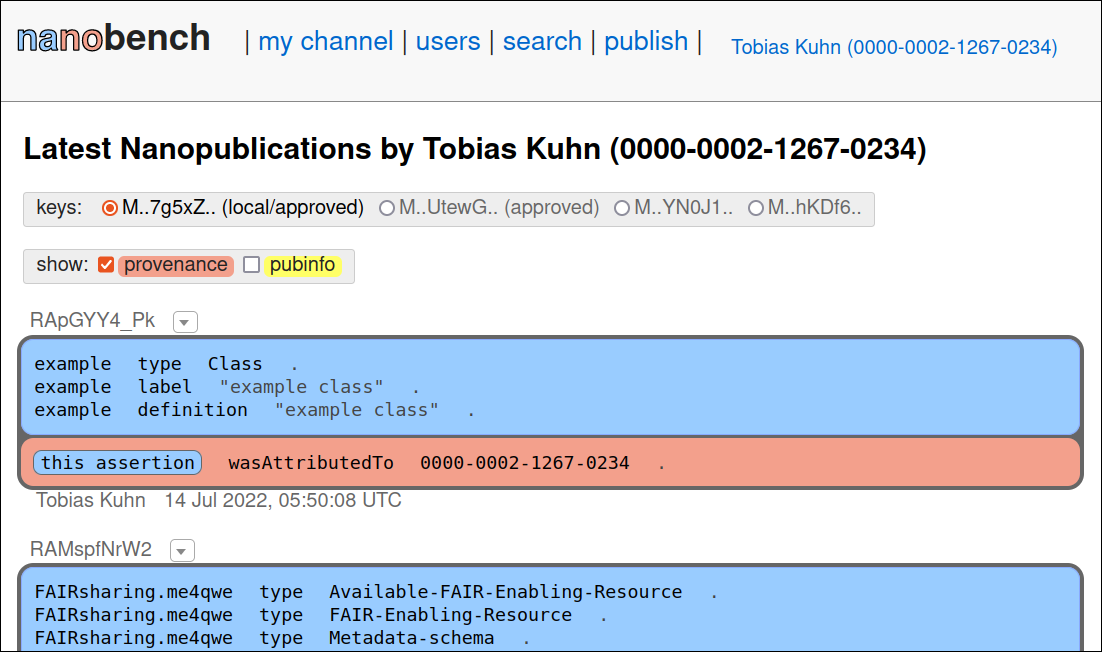 nanobench | my channel | users | search | publish | Tobias Kuhn (0000-0002-1267-0234)
Latest Nanopublications by Tobias Kuhn (0000-0002-1267-0234)
keys: M..7g5xZ.. (local/approved) M..UtewG.. (approved) M..YN0J1.. M..hKDf6..
show: provenance pubinfo
RApGYY4_Pk
example type Class .
example label "example class" .
example definition "example class" .
this assertion wasAttributedTo 0000-0002-1267-0234 .
Tobias Kuhn 14 Jul 2022, 05:50:08 UTC
RAMspfNrW2
FAIRsharing.me4qwe type Available-FAIR-Enabling-Resource .
FAIRsharing.me4qwe type FAIR-Enabling-Resource .
FAIRsharing.me4qwe type Metadata-schema .